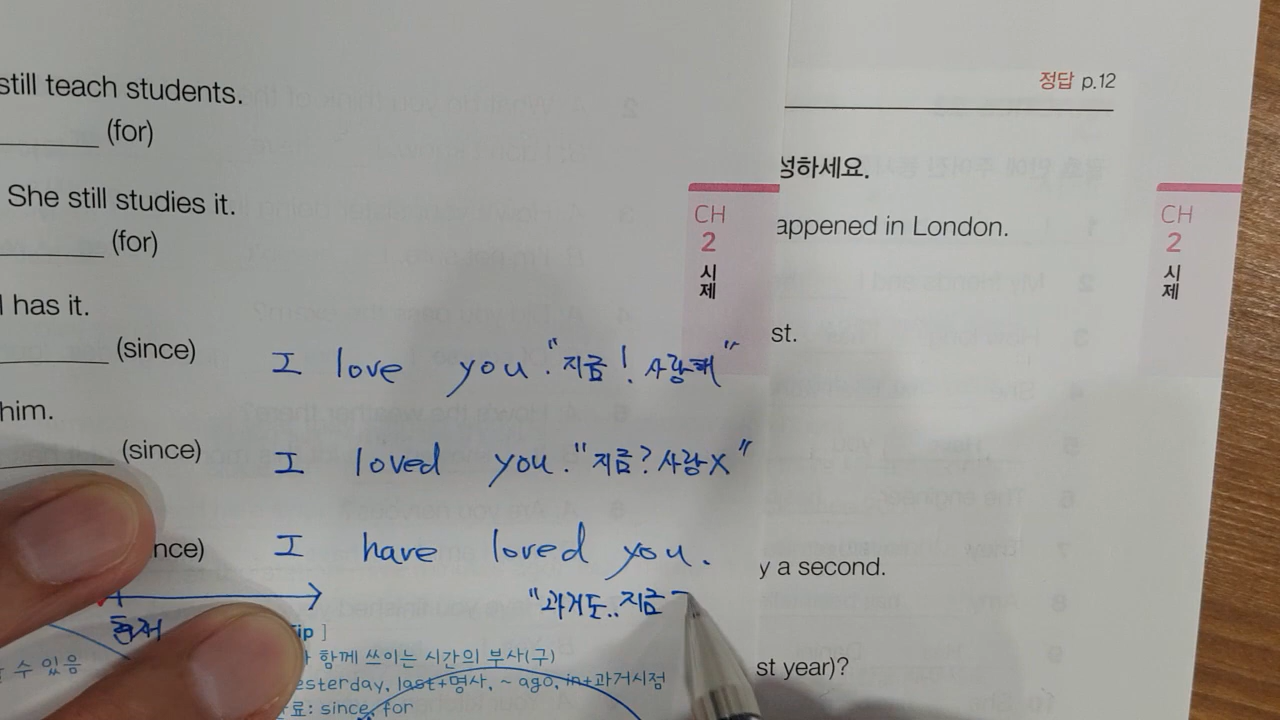 still teach students.
(for)
She still studies it.
(for)
I has it.
(since)
him.
(since)
nce)
I love you. "지금! 사랑해"
I loved you. "지금? 사랑X"
I have loved you.
"과거도..지금
현재
ip ]
함께 쓰이는 시간의 부사(구)
esterday, last+명사, ~ ago, in+과거시점
료: since, for
수 있음
CH
2
시제
정답 p.12
성하세요.
appened in London.
st.
y a second.
st year)?
CH
2
시제